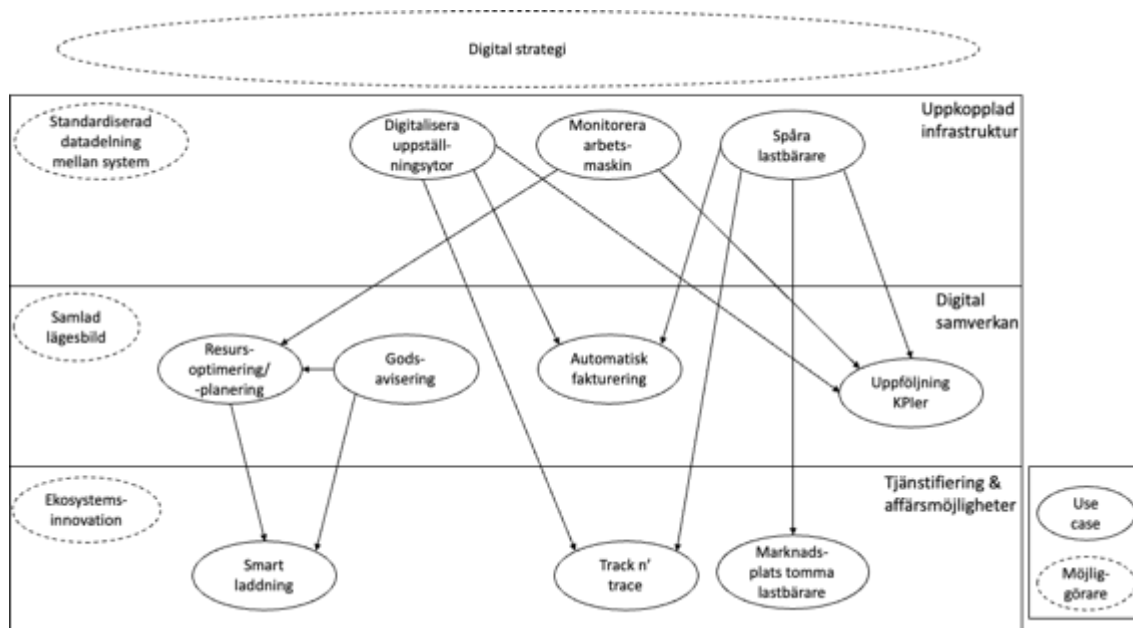 Digital strategi
Standardiserad
datadelning
mellan system
Digitalisera
uppställ-
ningsytor
Monitorera
arbets-
maskin
Spåra
lastbärare
Uppkopplad
infrastruktur
Samlad
lägesbild
Resurs-
optimering/
-planering
Gods-
avisering
Automatisk
fakturering
Uppföljning
KPIer
Digital
samverkan
Ekosystems-
innovation
Smart
laddning
Track n'
trace
Marknads-
plats tomma
lastbärare
Tjänstifiering &
affärsmöjligheter
Use
case
Möjlig-
görare